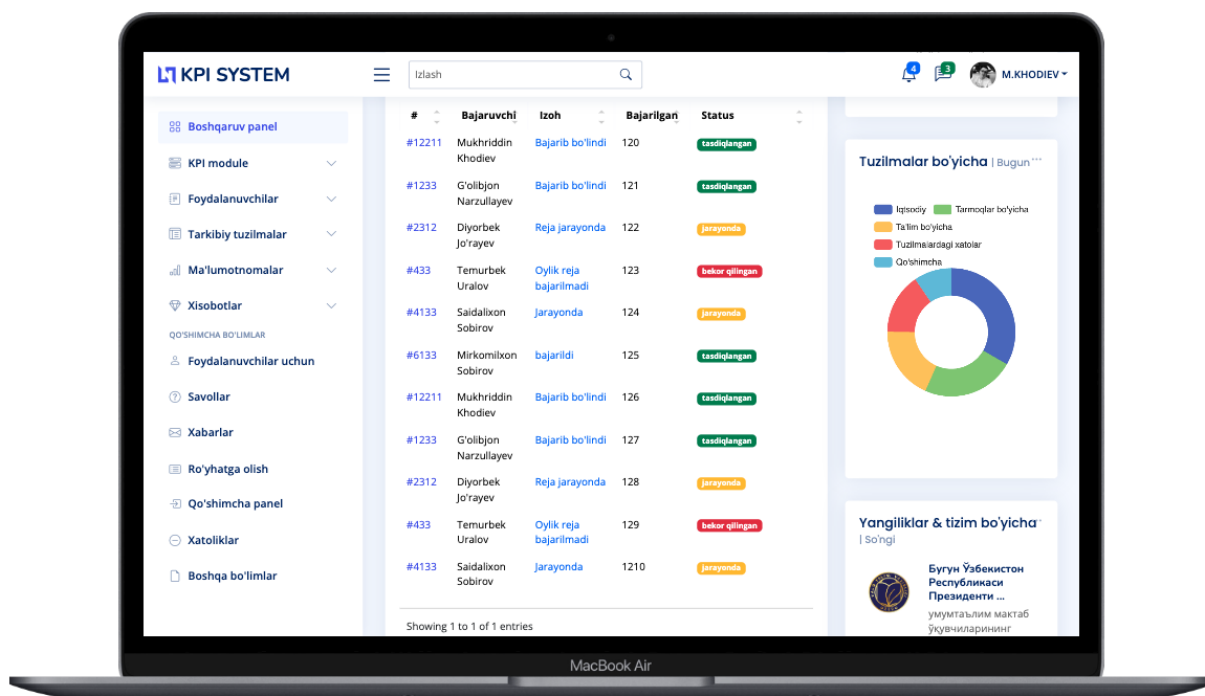 KPI SYSTEM
Izlash
4
3
M.KHODIEV
Boshqaruv panel
KPI module
Foydalanuvchilar
Tarkibiy tuzilmalar
Ma'lumotnomalar
Xisobotlar
QO'SHIMCHA BO'LIMLAR
Foydalanuvchilar uchun
Savollar
Xabarlar
Ro'yhatga olish
Qo'shimcha panel
Xatoliklar
Boshqa bo'limlar
# Bajaruvchi Izoh Bajarilgan Status
#12211 Mukhriddin Bajarib bo'lindi 120 tasdiqlangan
Khodiev
#1233 G'olibjon Bajarib bo'lindi 121 tasdiqlangan
Narzullayev
#2312 Diyorbek Reja jarayonda 122 jarayonda
Jo'rayev
#433 Temurbek Oylik reja 123 bekor qilingan
Uralov bajarilmadi
#4133 Saidalixon Jarayonda 124 jarayonda
Sobirov
#6133 Mirkomilxon bajarildi 125 tasdiqlangan
Sobirov
#12211 Mukhriddin Bajarib bo'lindi 126 tasdiqlangan
Khodiev
#1233 G'olibjon Bajarib bo'lindi 127 tasdiqlangan
Narzullayev
#2312 Diyorbek Reja jarayonda 128 jarayonda
Jo'rayev
#433 Temurbek Oylik reja 129 bekor qilingan
Uralov bajarilmadi
#4133 Saidalixon Jarayonda 1210 jarayonda
Sobirov
Showing 1 to 1 of 1 entries
Tuzilmalar bo'yicha | Bugun
Iqtsodiy Tarmoqlar bo'yicha
Ta'lim bo'yicha
Tuzilmalardagi xatolar
Qo'shimcha
Yangiliklar & tizim bo'yicha
| So'ngi
Бугун Ўзбекистон
Республикаси
Президенти ...
умумтаълим мактаб
ўқувчиларининг
MacBook Air